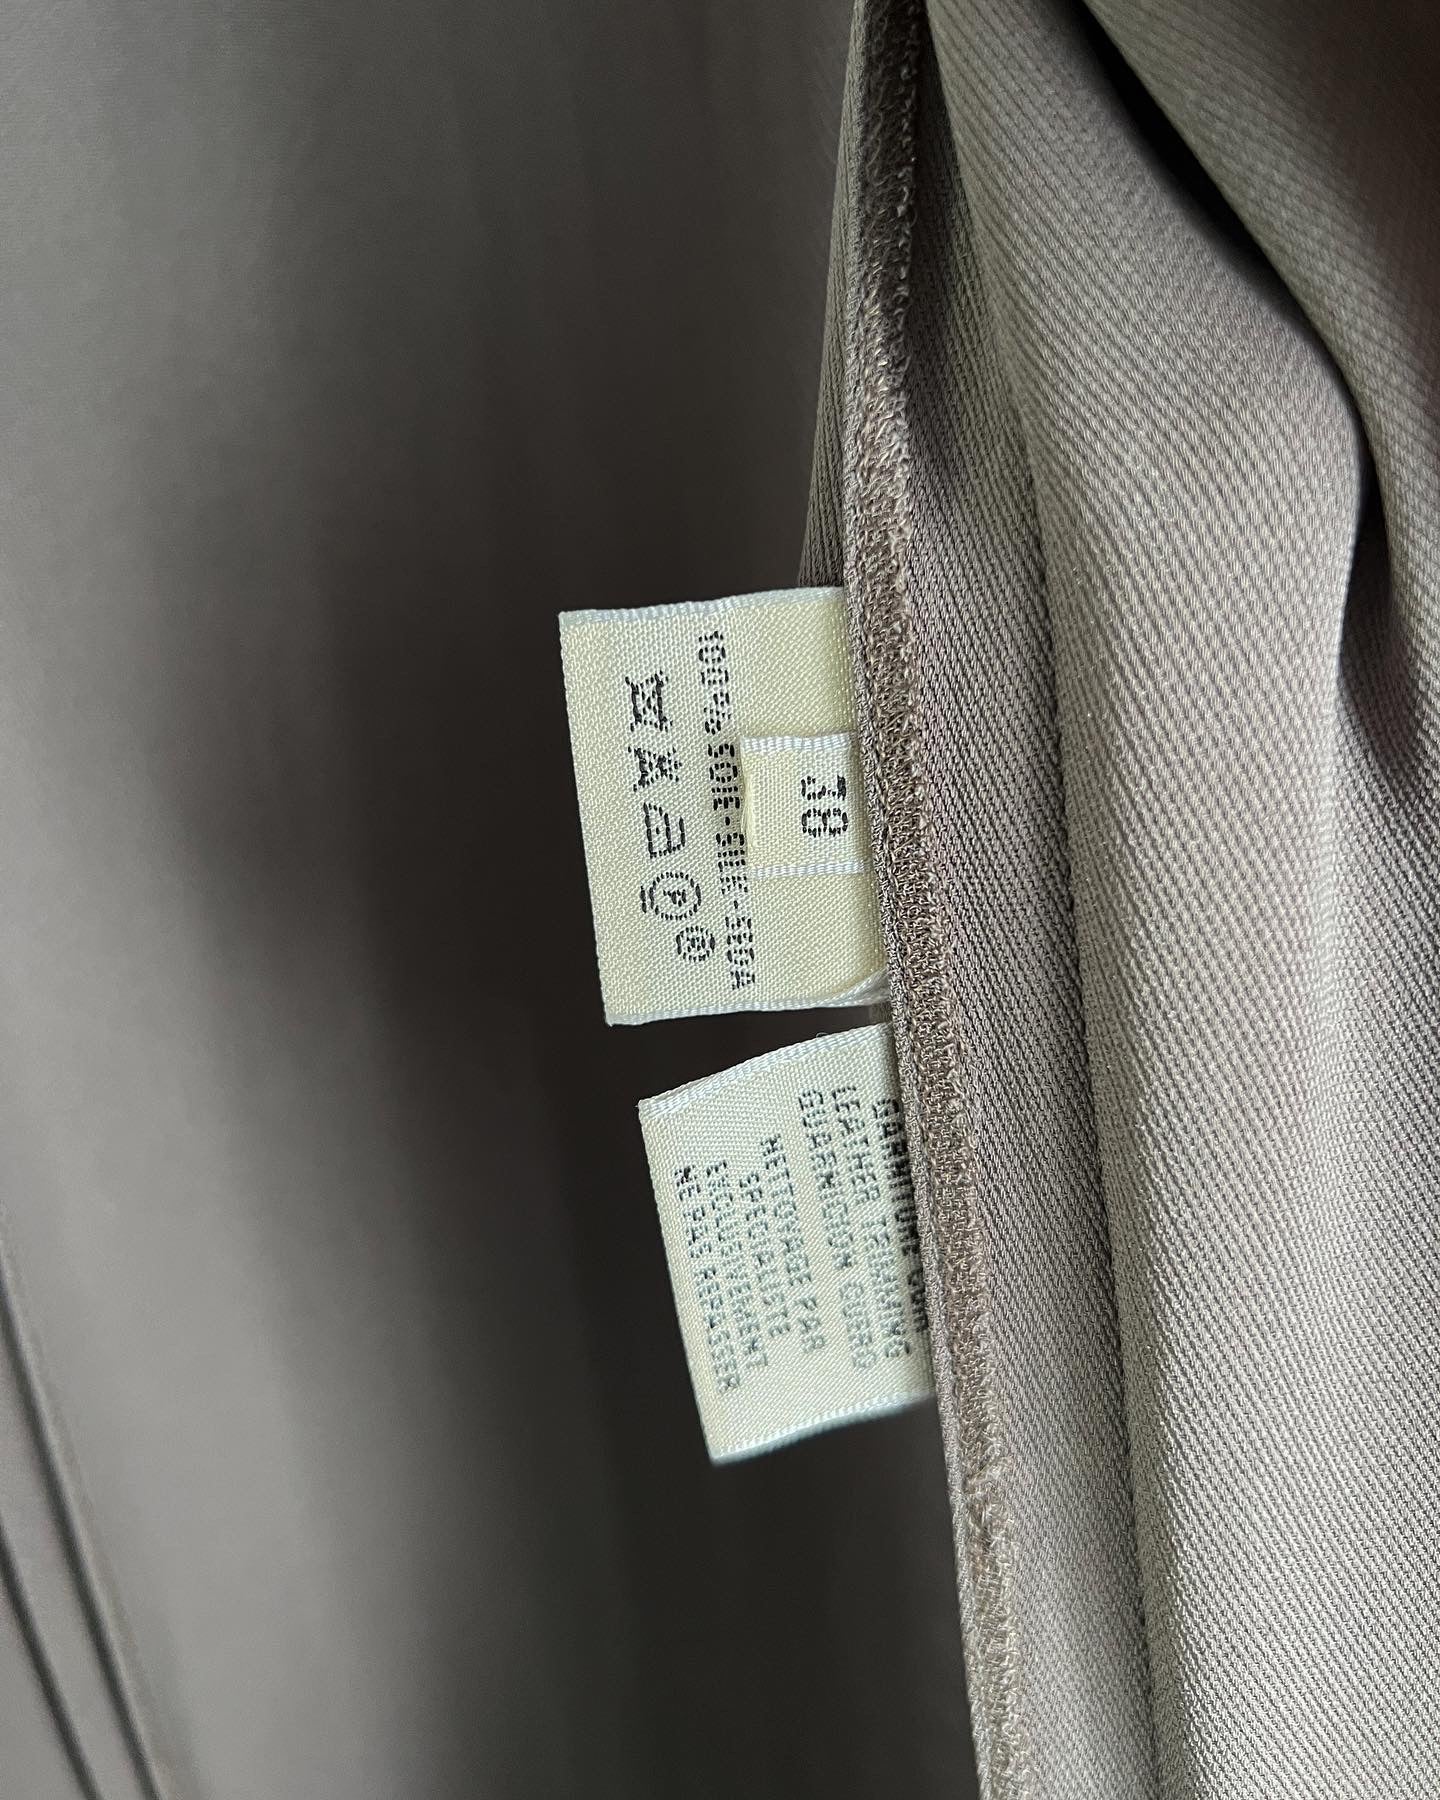 100% SOIE-SILK-SEDA
P
R
38
GARNITURE CUIR
LEATHER TRIMMING
GUARNICION CUERO
NETTOYAGE PAR
SPECIALISTE
EXCLUSIVEMENT
NE PAS REPASSER